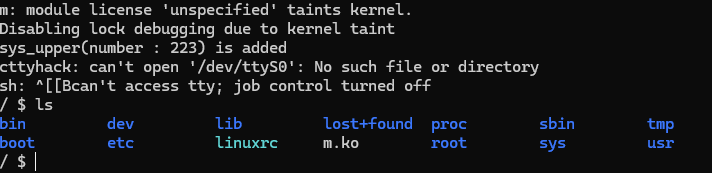 m: module license 'unspecified' taints kernel.
Disabling lock debugging due to kernel taint
sys_upper(number : 223) is added
cttyhack: can't open '/dev/ttyS0': No such file or directory
sh: ^[[Bcan't access tty; job control turned off
/ $ ls
bin dev lib lost+found proc sbin tmp
boot etc linuxrc m.ko root sys usr
/ $